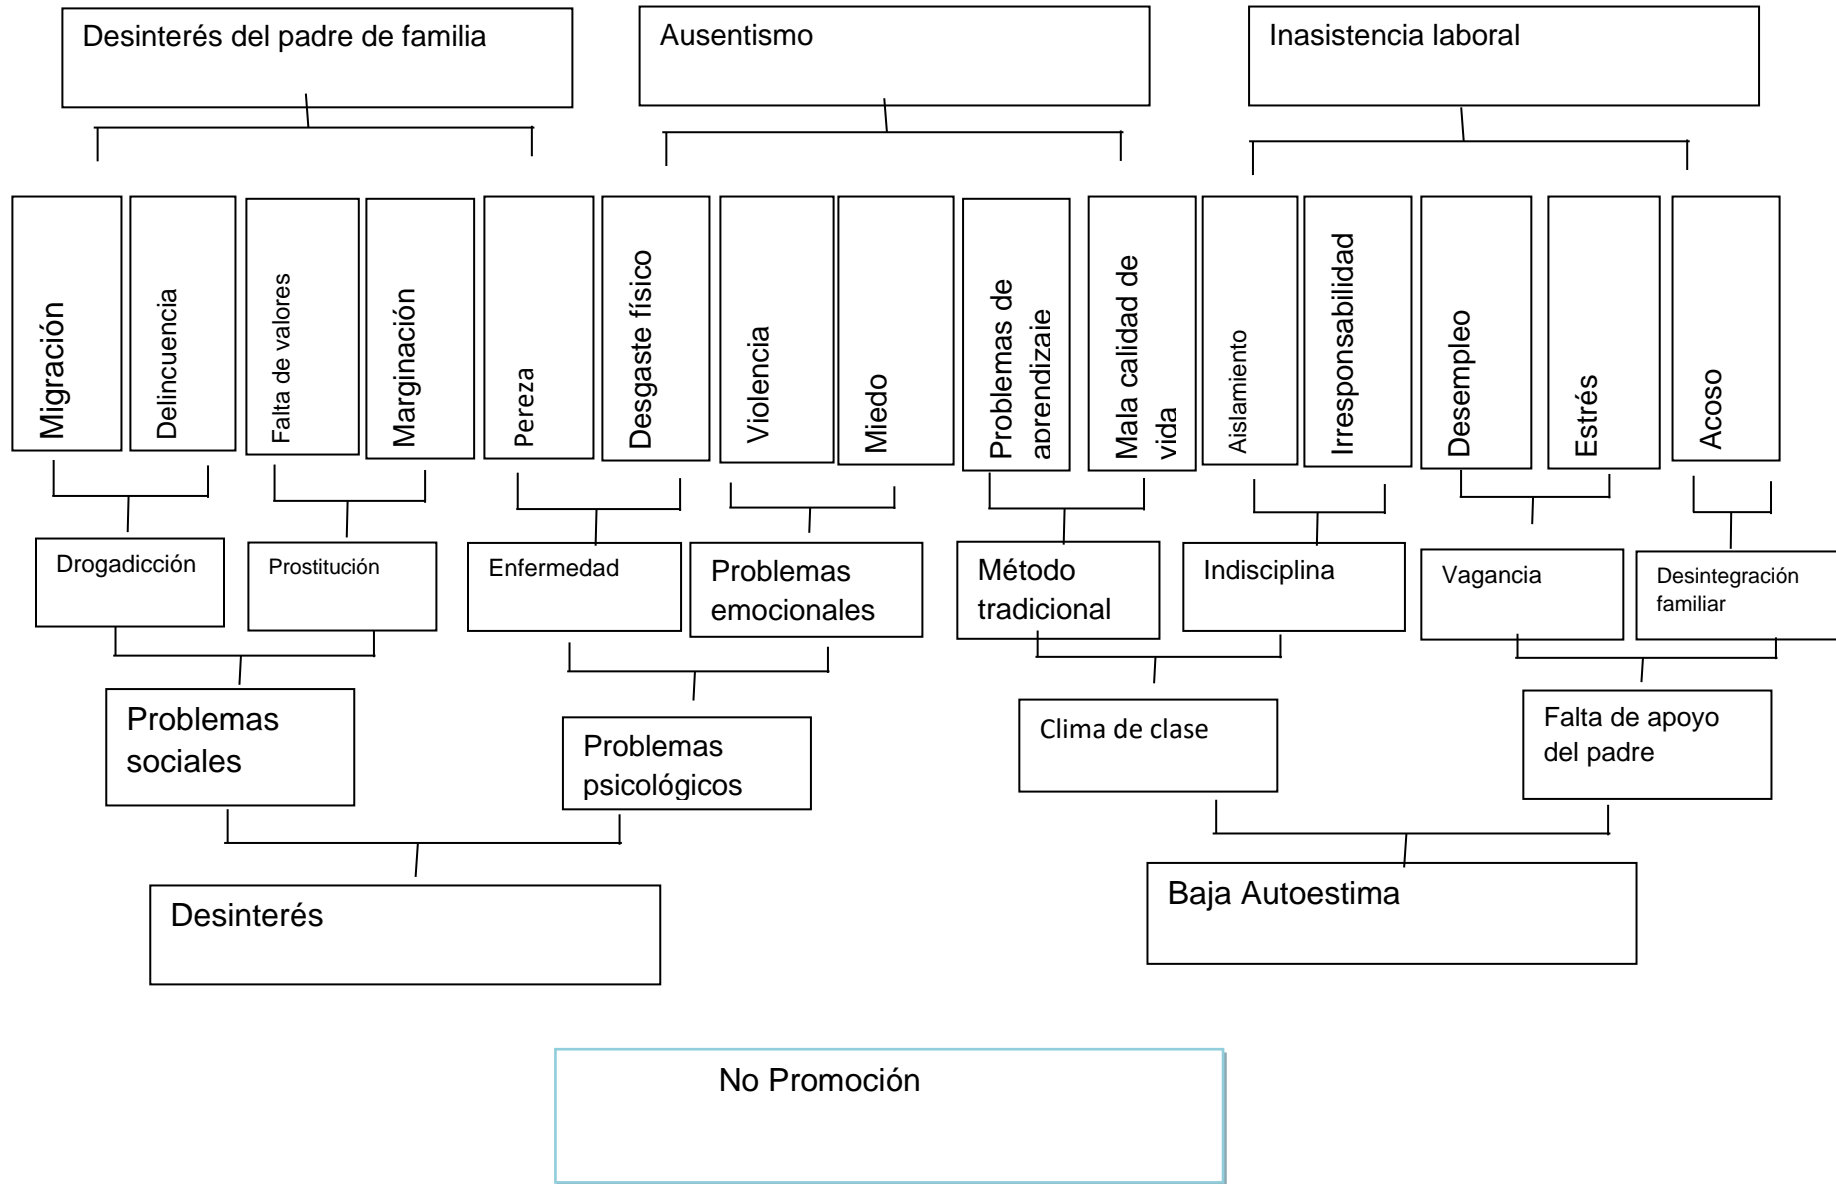 Desinterés del padre de familia
Ausentismo
Inasistencia laboral
Migración
Delincuencia
Falta de valores
Marginación
Pereza
Desgaste físico
Violencia
Miedo
Problemas de
aprendizaje
Mala calidad de
vida
Aislamiento
Irresponsabilidad
Desempleo
Estrés
Acoso
Drogadicción
Prostitución
Enfermedad
Problemas
emocionales
Método
tradicional
Indisciplina
Vagancia
Desintegración
familiar
Problemas
sociales
Problemas
psicológicos
Clima de clase
Falta de apoyo
del padre
Desinterés
Baja Autoestima
No Promoción